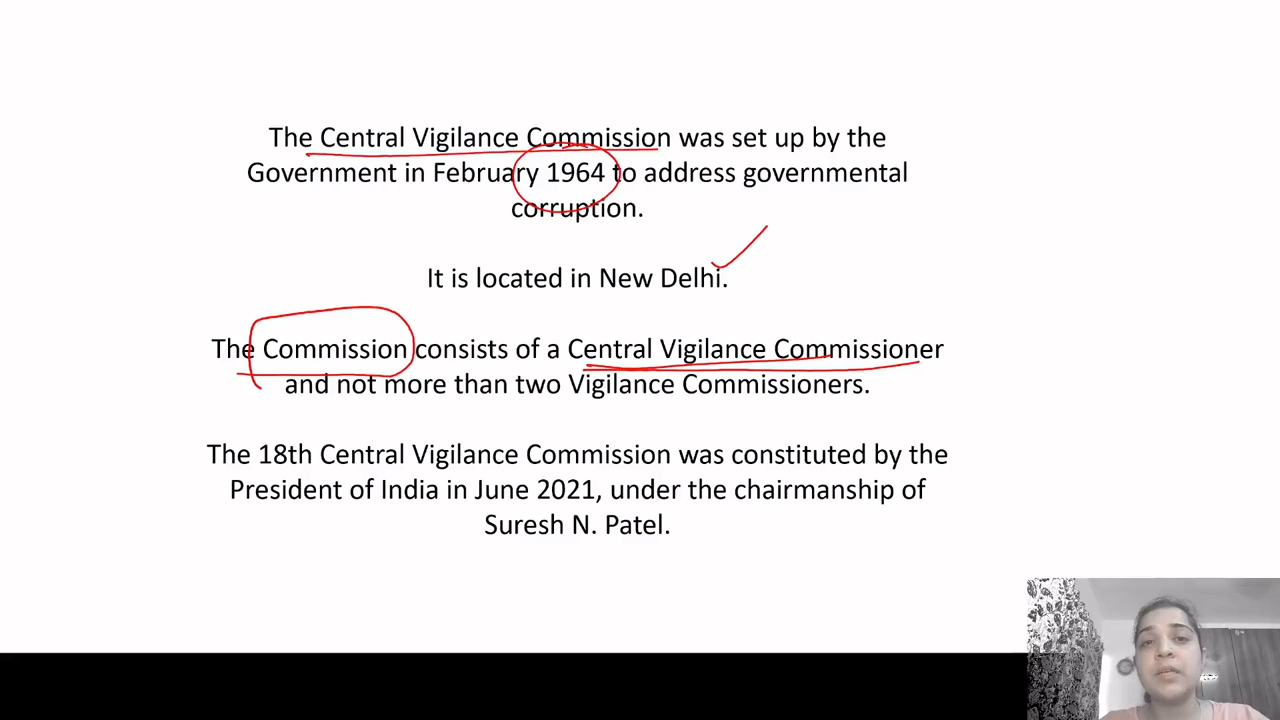 The Central Vigilance Commission was set up by the
Government in February 1964 to address governmental
corruption.
It is located in New Delhi.
The Commission consists of a Central Vigilance Commissioner
and not more than two Vigilance Commissioners.
The 18th Central Vigilance Commission was constituted by the
President of India in June 2021, under the chairmanship of
Suresh N. Patel.